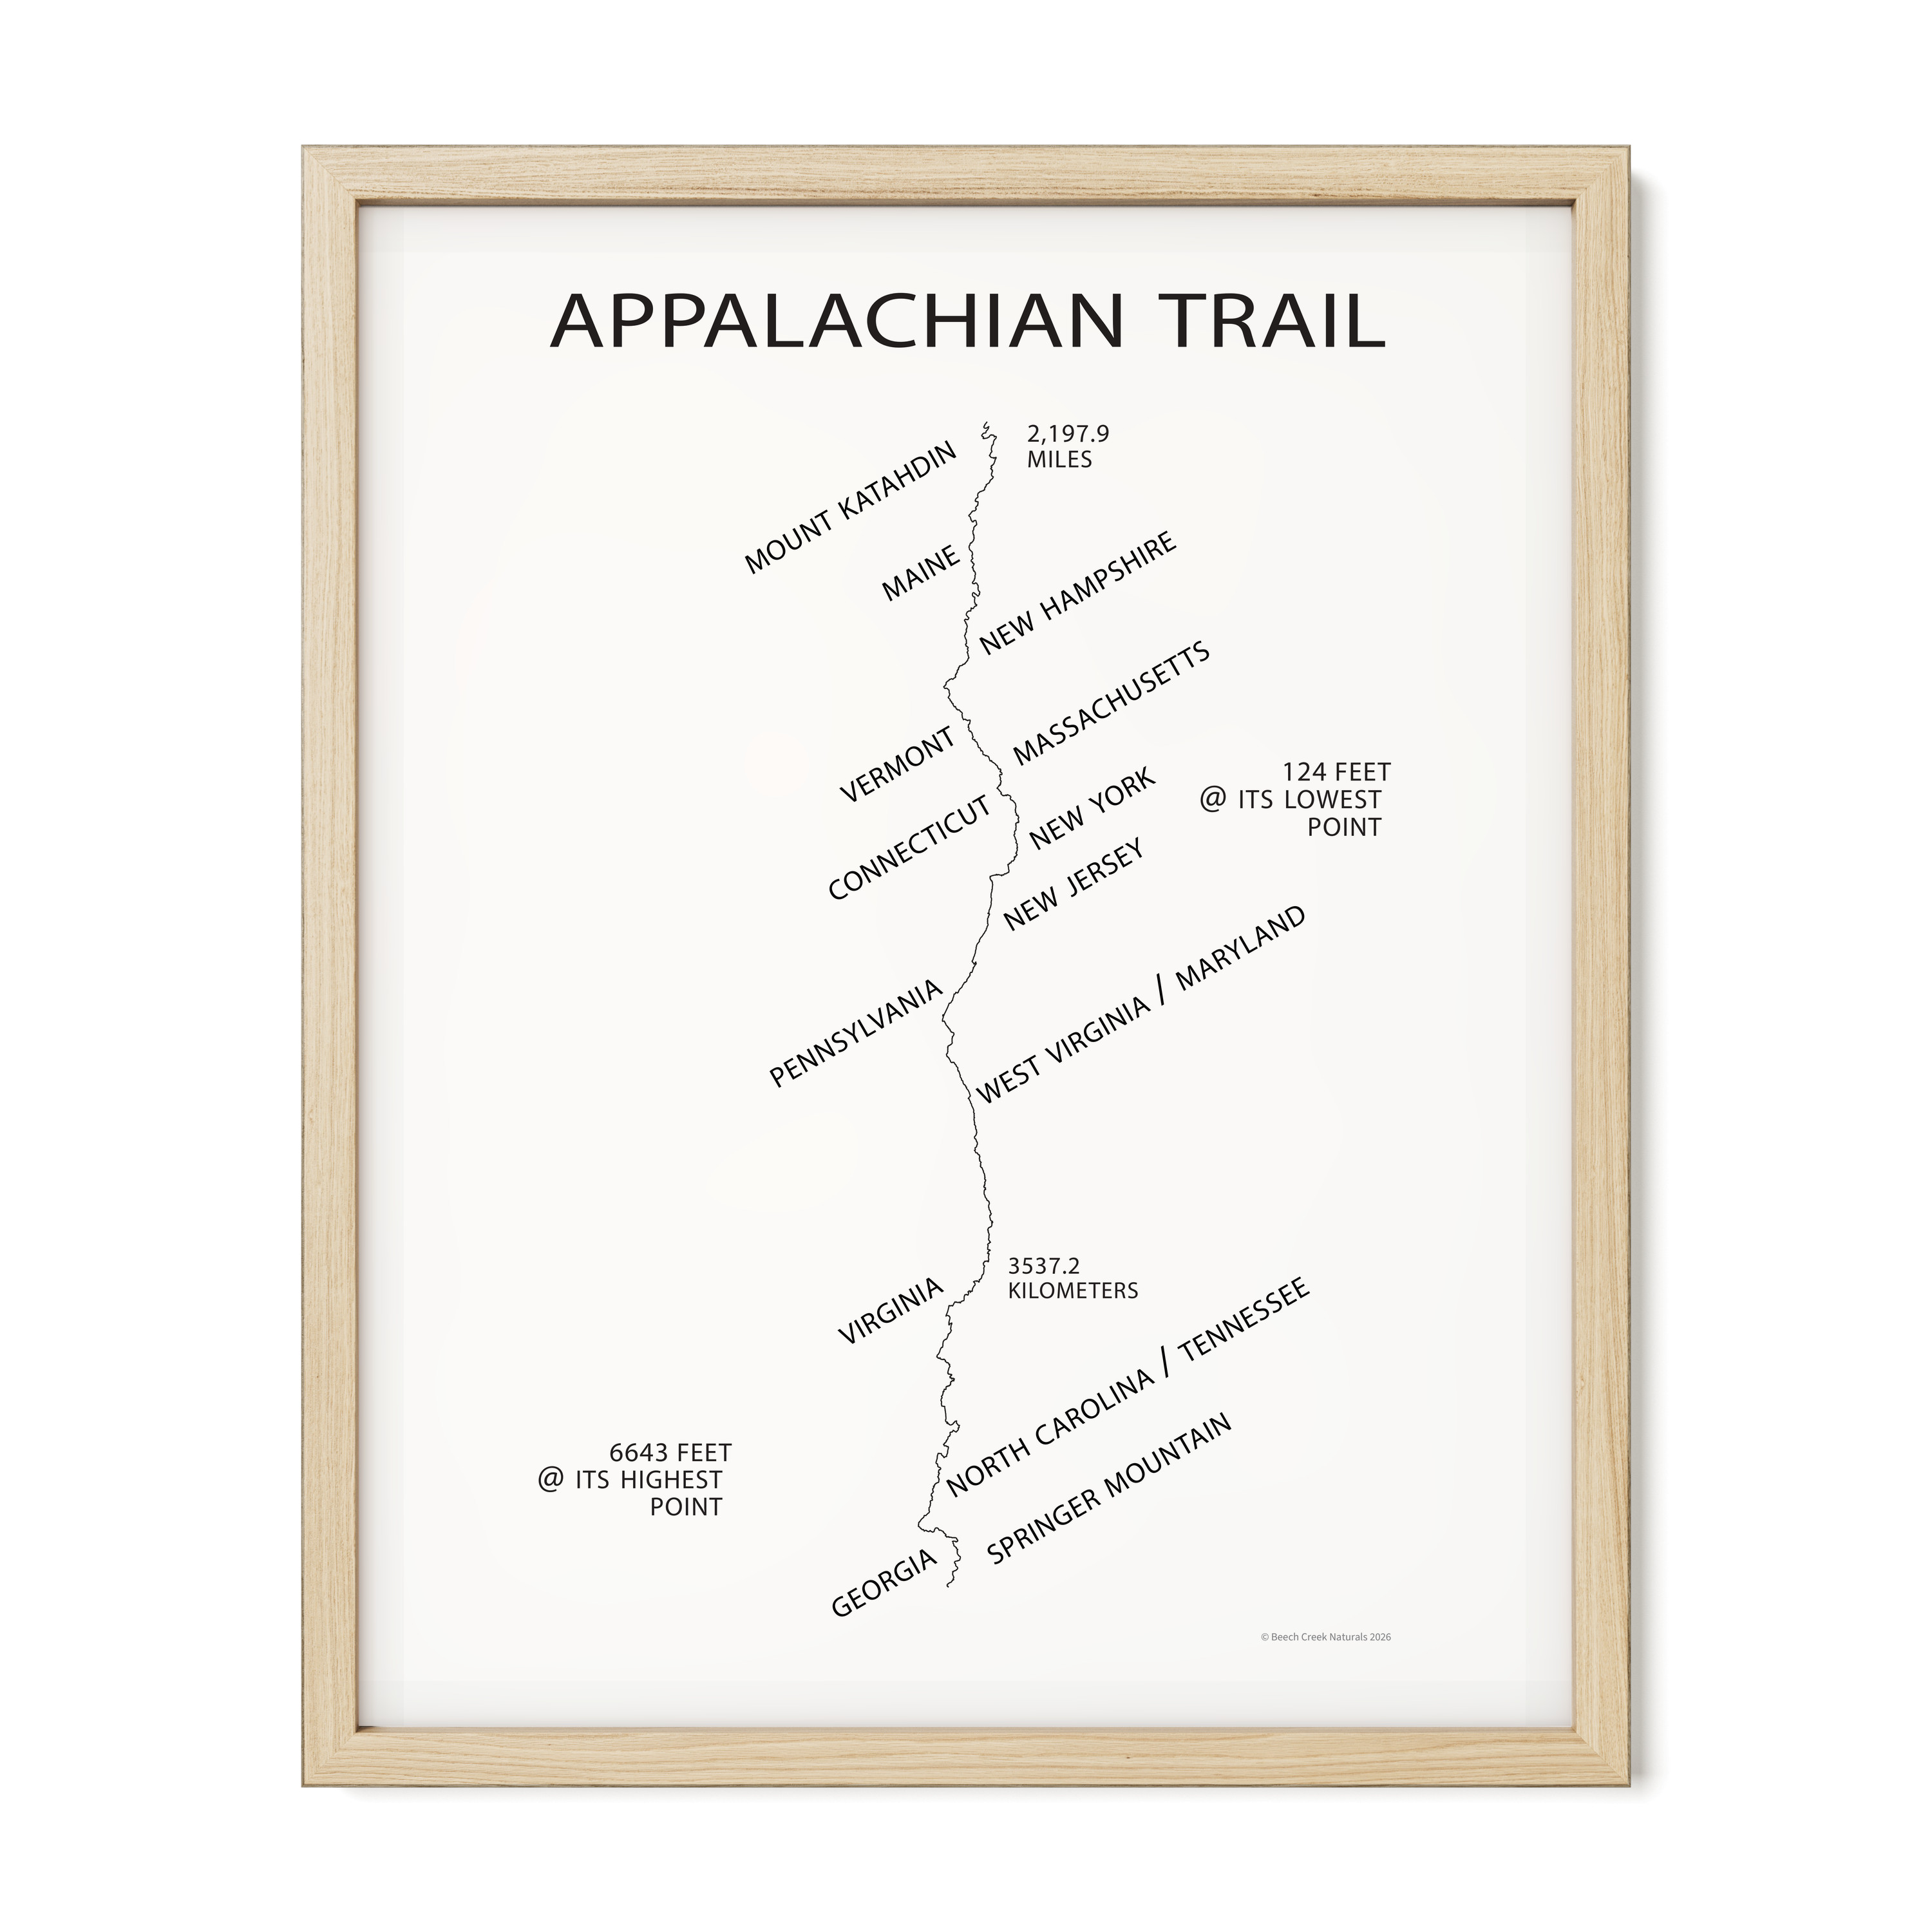 APPALACHIAN TRAIL
2,197.9
MILES
MOUNT KATAHDIN
MAINE
NEW HAMPSHIRE
MASSACHUSETTS
VERMONT
124 FEET
@ ITS LOWEST
POINT
NEW YORK
CONNECTICUT
NEW JERSEY
WEST VIRGINIA / MARYLAND
PENNSYLVANIA
3537.2
KILOMETERS
VIRGINIA
NORTH CAROLINA / TENNESSEE
6643 FEET
@ ITS HIGHEST
POINT
SPRINGER MOUNTAIN
GEORGIA
© Beech Creek Naturals 2026